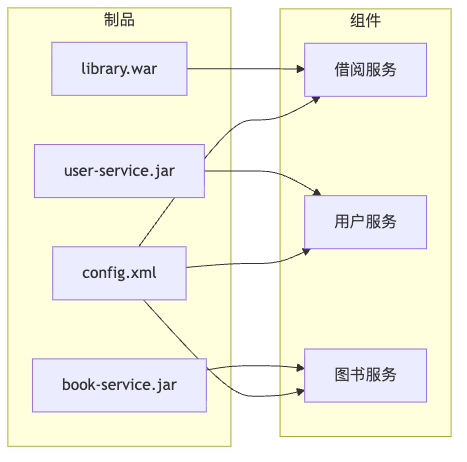 制品
library.war
user-service.jar
config.xml
book-service.jar
组件
借阅服务
用户服务
图书服务